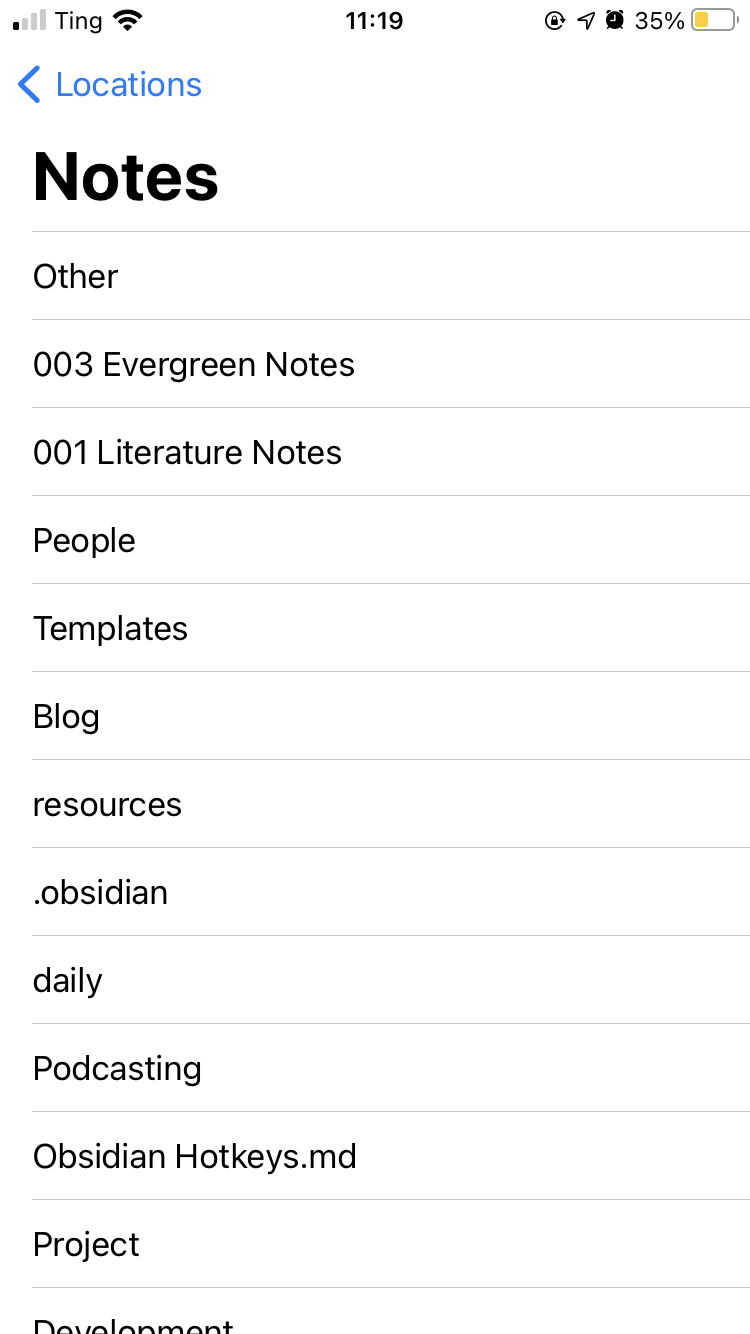 Ting
11:19
35%
Locations
Notes
Other
003 Evergreen Notes
001 Literature Notes
People
Templates
Blog
resources
.obsidian
daily
Podcasting
Obsidian Hotkeys.md
Project
Development